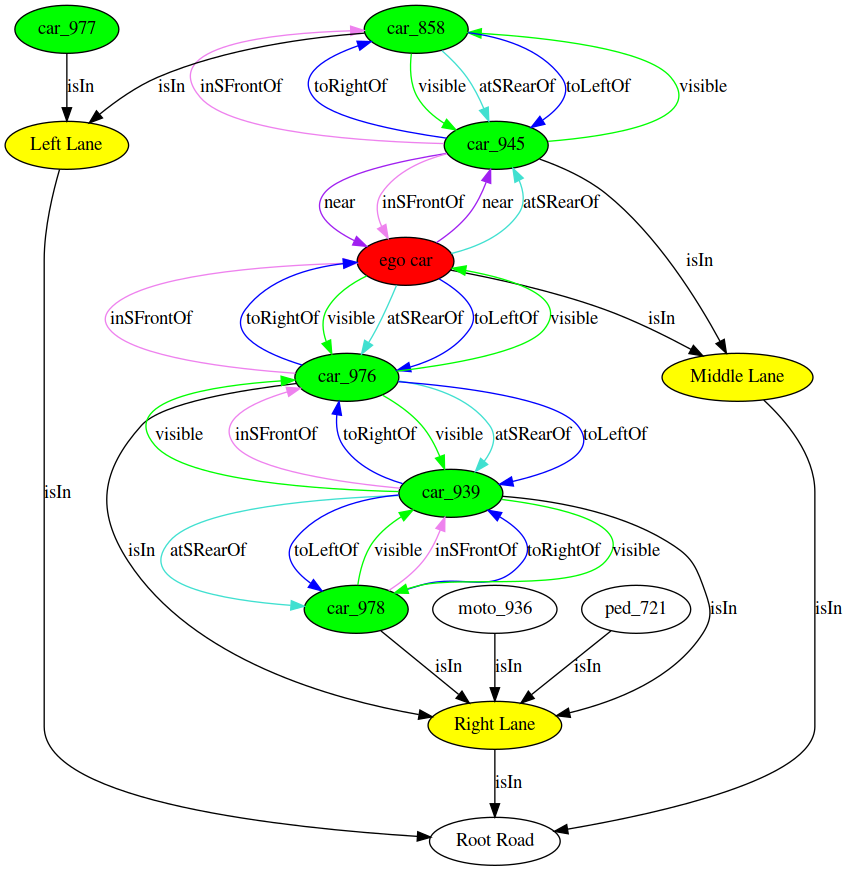 car_977
car_858
isIn
isIn
inSFrontOf
toRightOf
visible
atSRearOf
toLeftOf
visible
Left Lane
car_945
near
inSFrontOf
near
atSRearOf
ego car
isIn
inSFrontOf
toRightOf
visible
atSRearOf
toLeftOf
visible
isIn
car_976
Middle Lane
visible
inSFrontOf
toRightOf
visible
atSRearOf
toLeftOf
isIn
car_939
isIn
atSRearOf
toLeftOf
visible
inSFrontOf
toRightOf
visible
car_978
moto_936
ped_721
isIn
isIn
isIn
isIn
isIn
Right Lane
isIn
Root Road